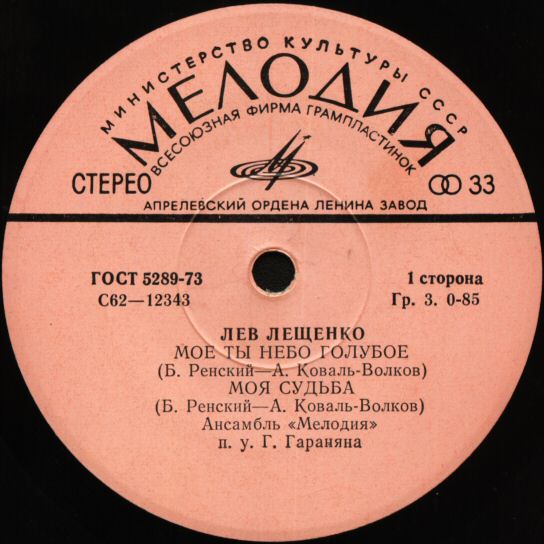 МИНИСТЕРСТВО КУЛЬТУРЫ СССР
МЕЛОДИЯ
ВСЕСОЮЗНАЯ ФИРМА ГРАМПЛАСТИНОК
СТЕРЕО
33
АПРЕЛЕВСКИЙ ОРДЕНА ЛЕНИНА ЗАВОД
ГОСТ 5289-73
1 сторона
С62—12343
Гр. 3. 0-85
ЛЕВ ЛЕЩЕНКО
МОЕ ТЫ НЕБО ГОЛУБОЕ
(Б. Ренский—А. Коваль-Волков)
МОЯ СУДЬБА
(Б. Ренский—А. Коваль-Волков)
Ансамбль «Мелодия»
п. у. Г. Гараняна